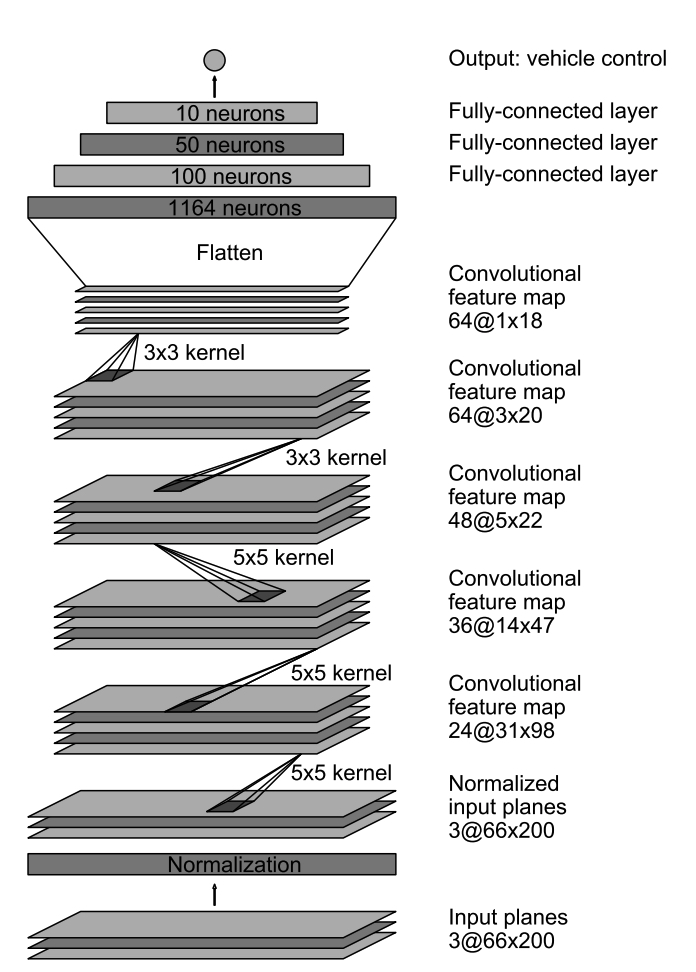 Output: vehicle control
10 neurons
Fully-connected layer
50 neurons
Fully-connected layer
100 neurons
Fully-connected layer
1164 neurons
Flatten
Convolutional
feature map
64@1x18
3x3 kernel
Convolutional
feature map
64@3x20
3x3 kernel
Convolutional
feature map
48@5x22
5x5 kernel
Convolutional
feature map
36@14x47
5x5 kernel
Convolutional
feature map
24@31x98
5x5 kernel
Normalized
input planes
3@66x200
Normalization
Input planes
3@66x200